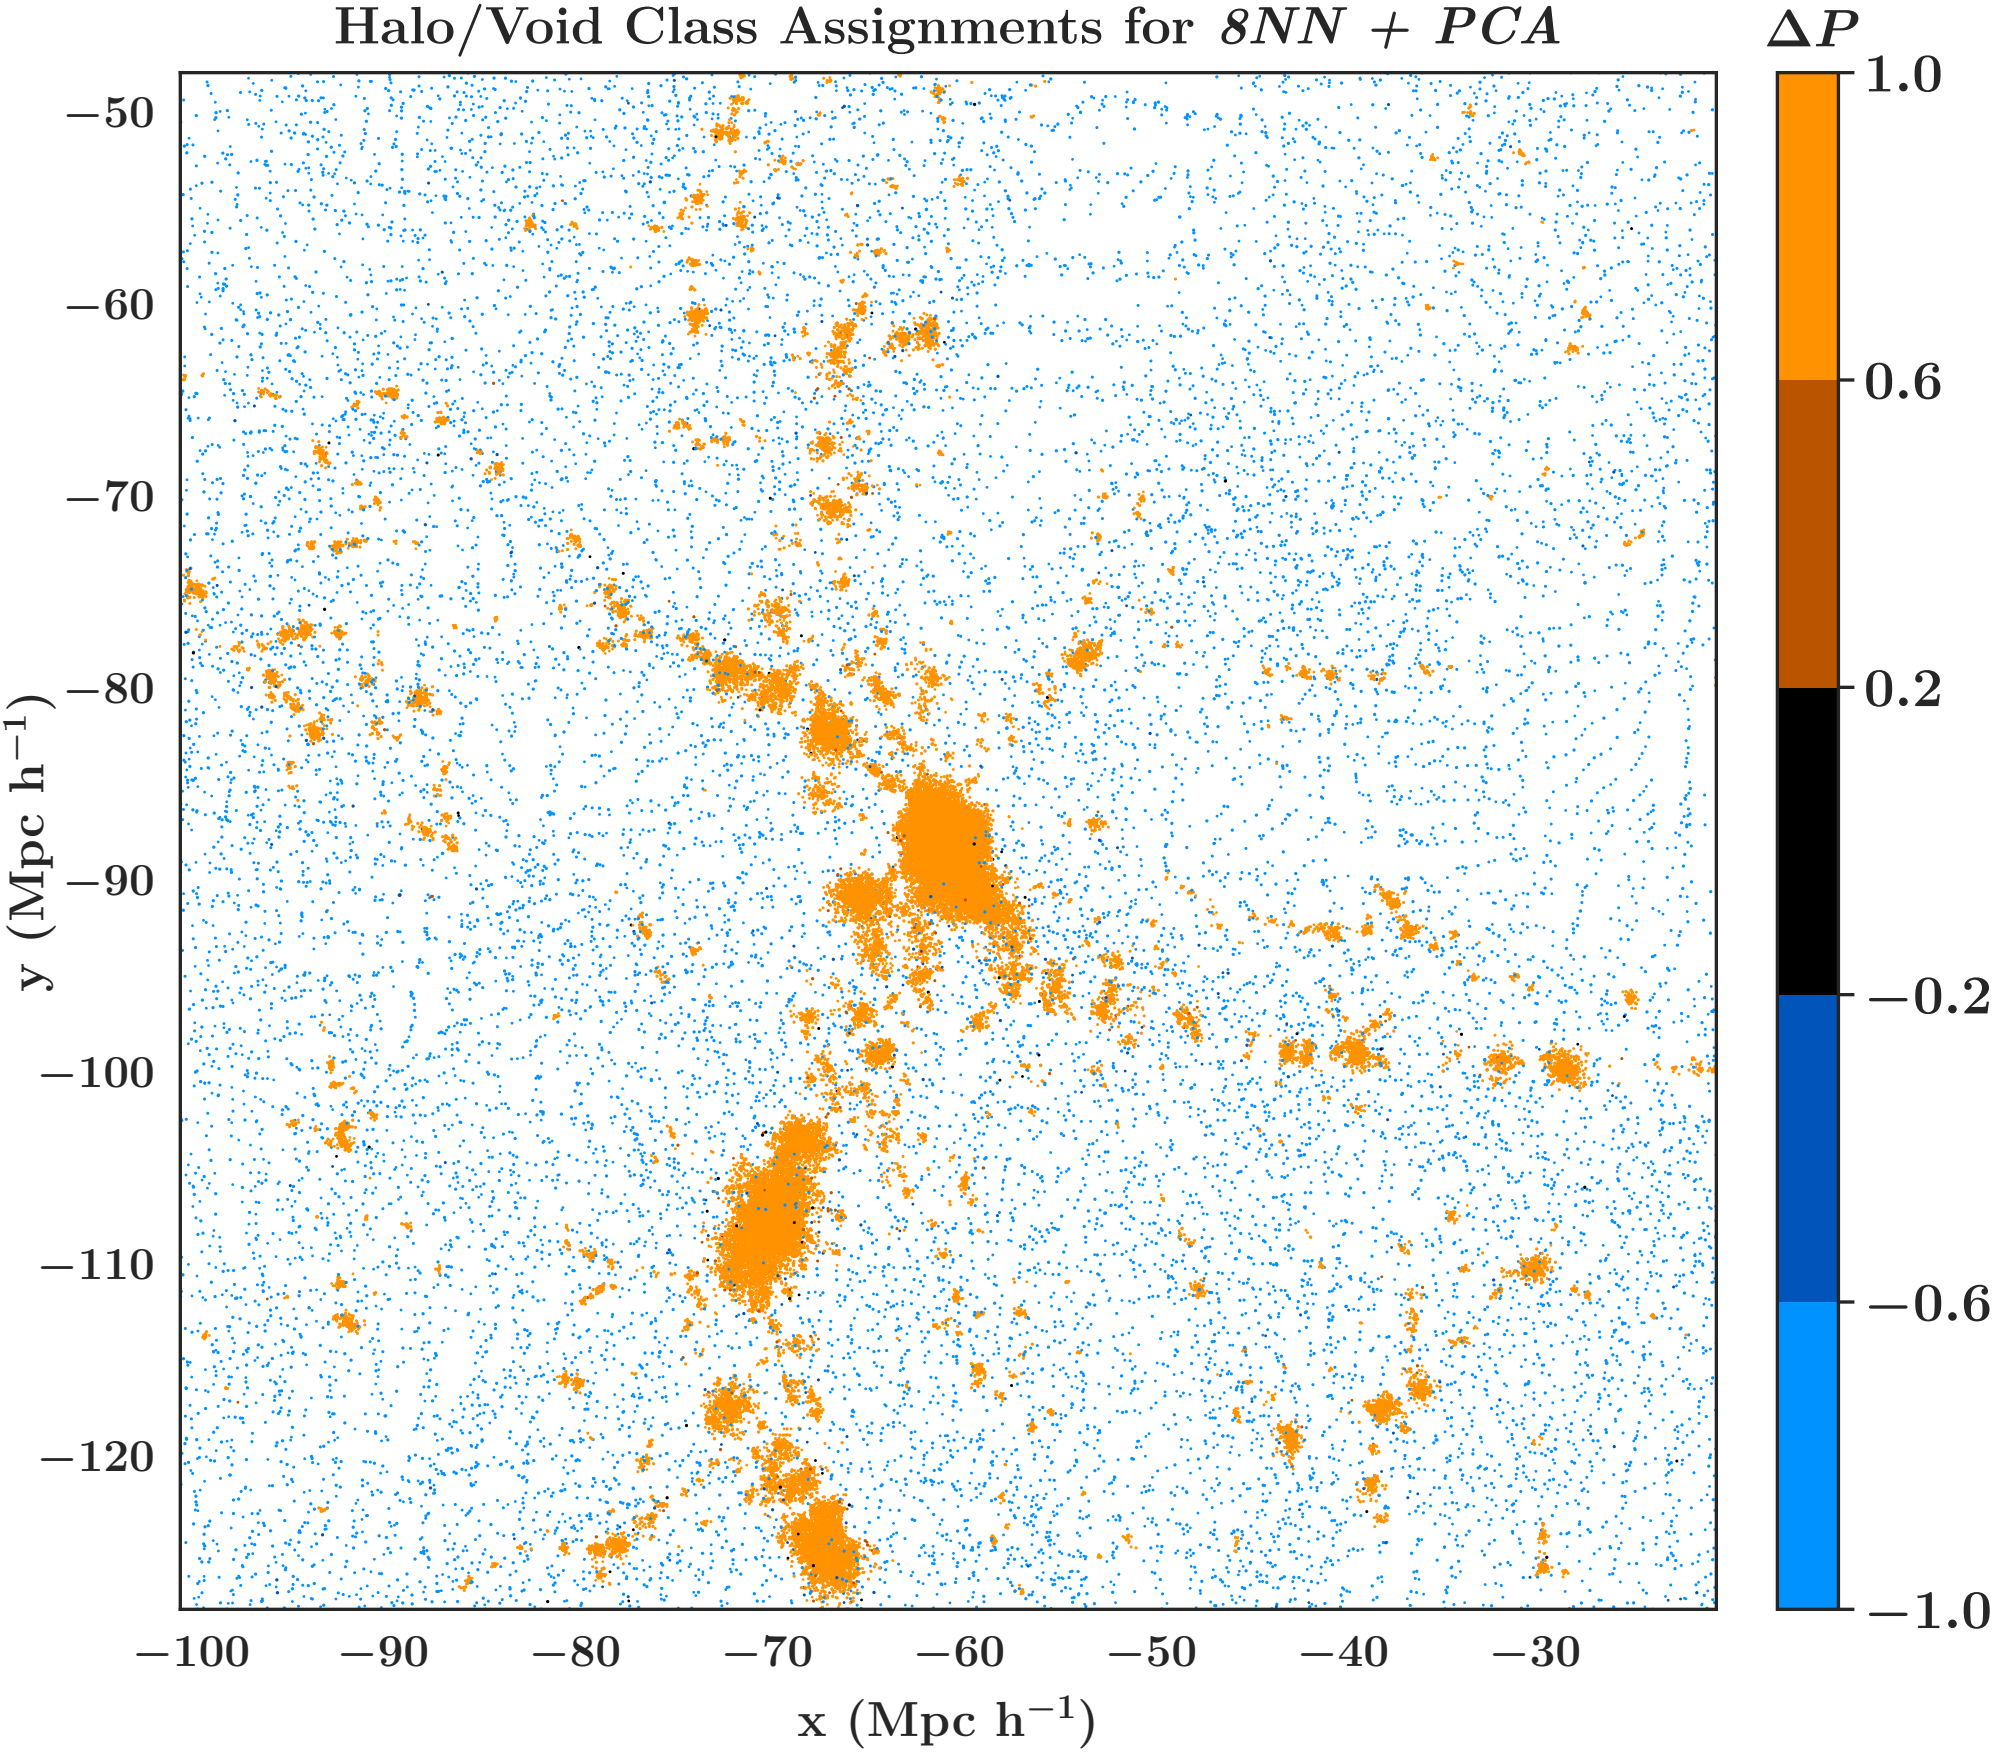 Halo/Void Class Assignments for 8NN + PCA
ΔP
1.0
0.6
0.2
−0.2
−0.6
−1.0
−50
−60
−70
−80
−90
−100
−110
−120
y (Mpc h⁻¹)
−100 −90 −80 −70 −60 −50 −40 −30
x (Mpc h⁻¹)